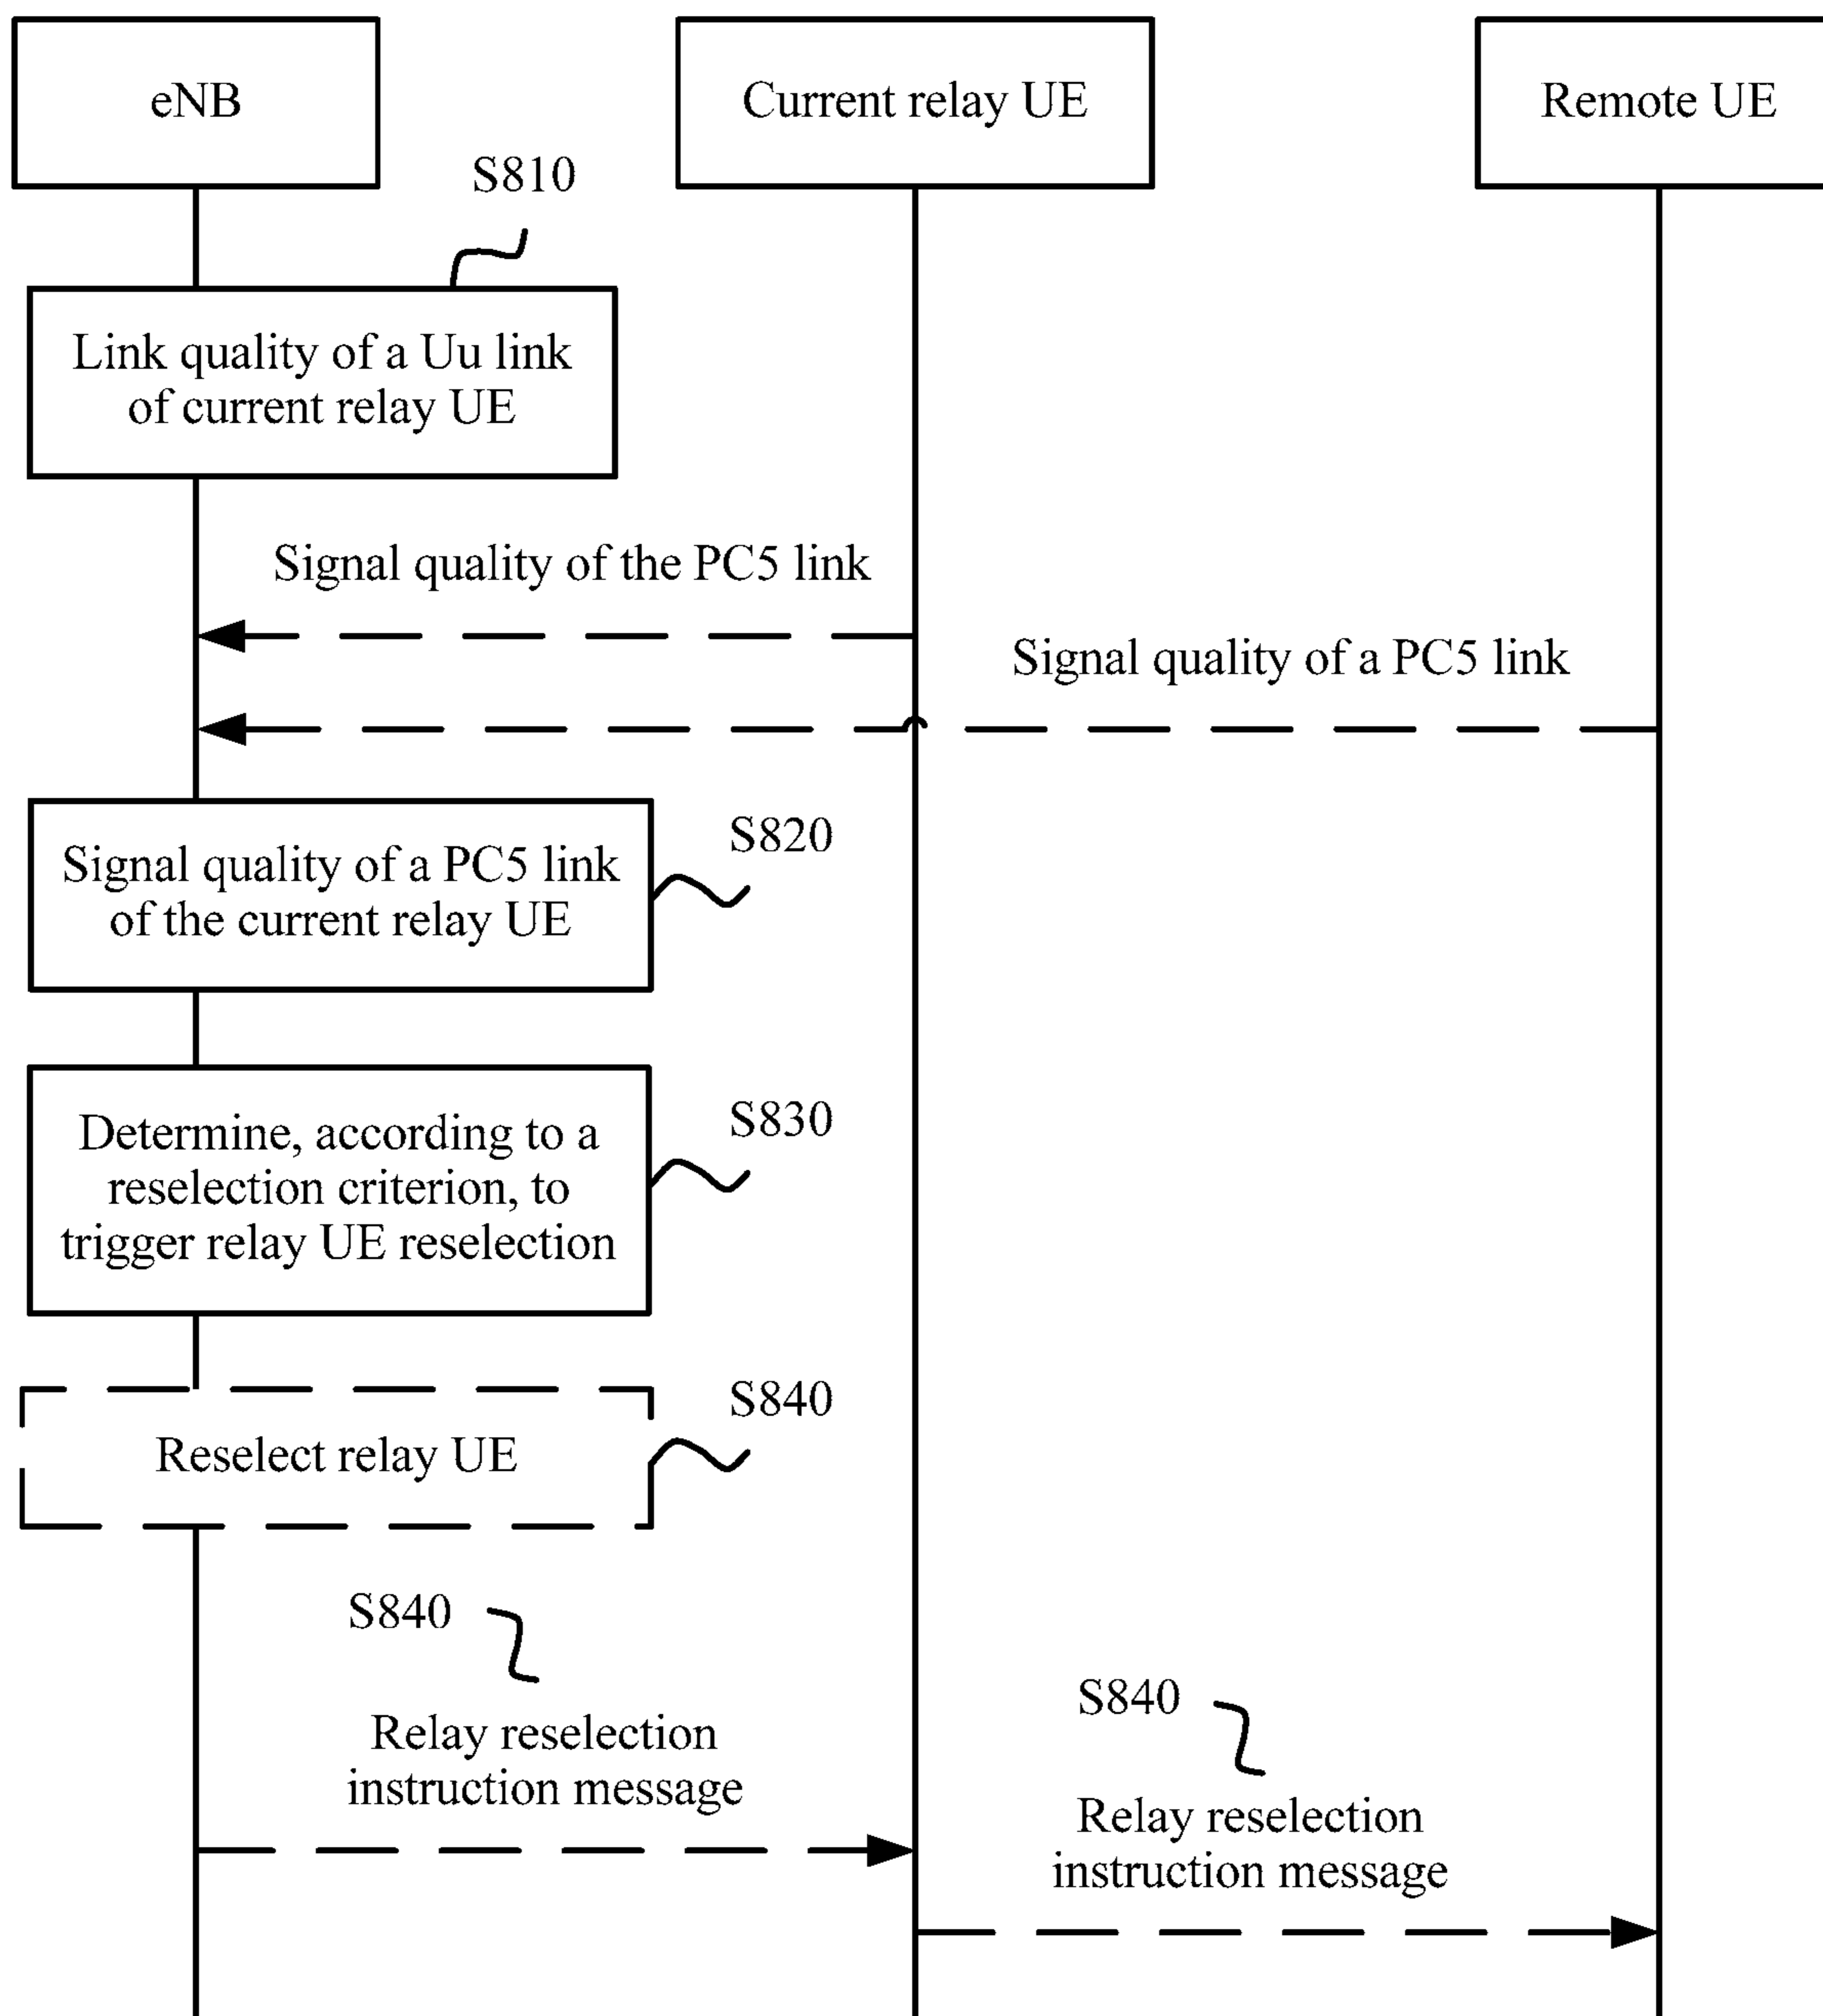 eNB
Current relay UE
Remote UE
S810
Link quality of a Uu link
of current relay UE
Signal quality of the PC5 link
Signal quality of a PC5 link
S820
Signal quality of a PC5 link
of the current relay UE
S830
Determine, according to a
reselection criterion, to
trigger relay UE reselection
S840
Reselect relay UE
S840
Relay reselection
instruction message
S840
Relay reselection
instruction message